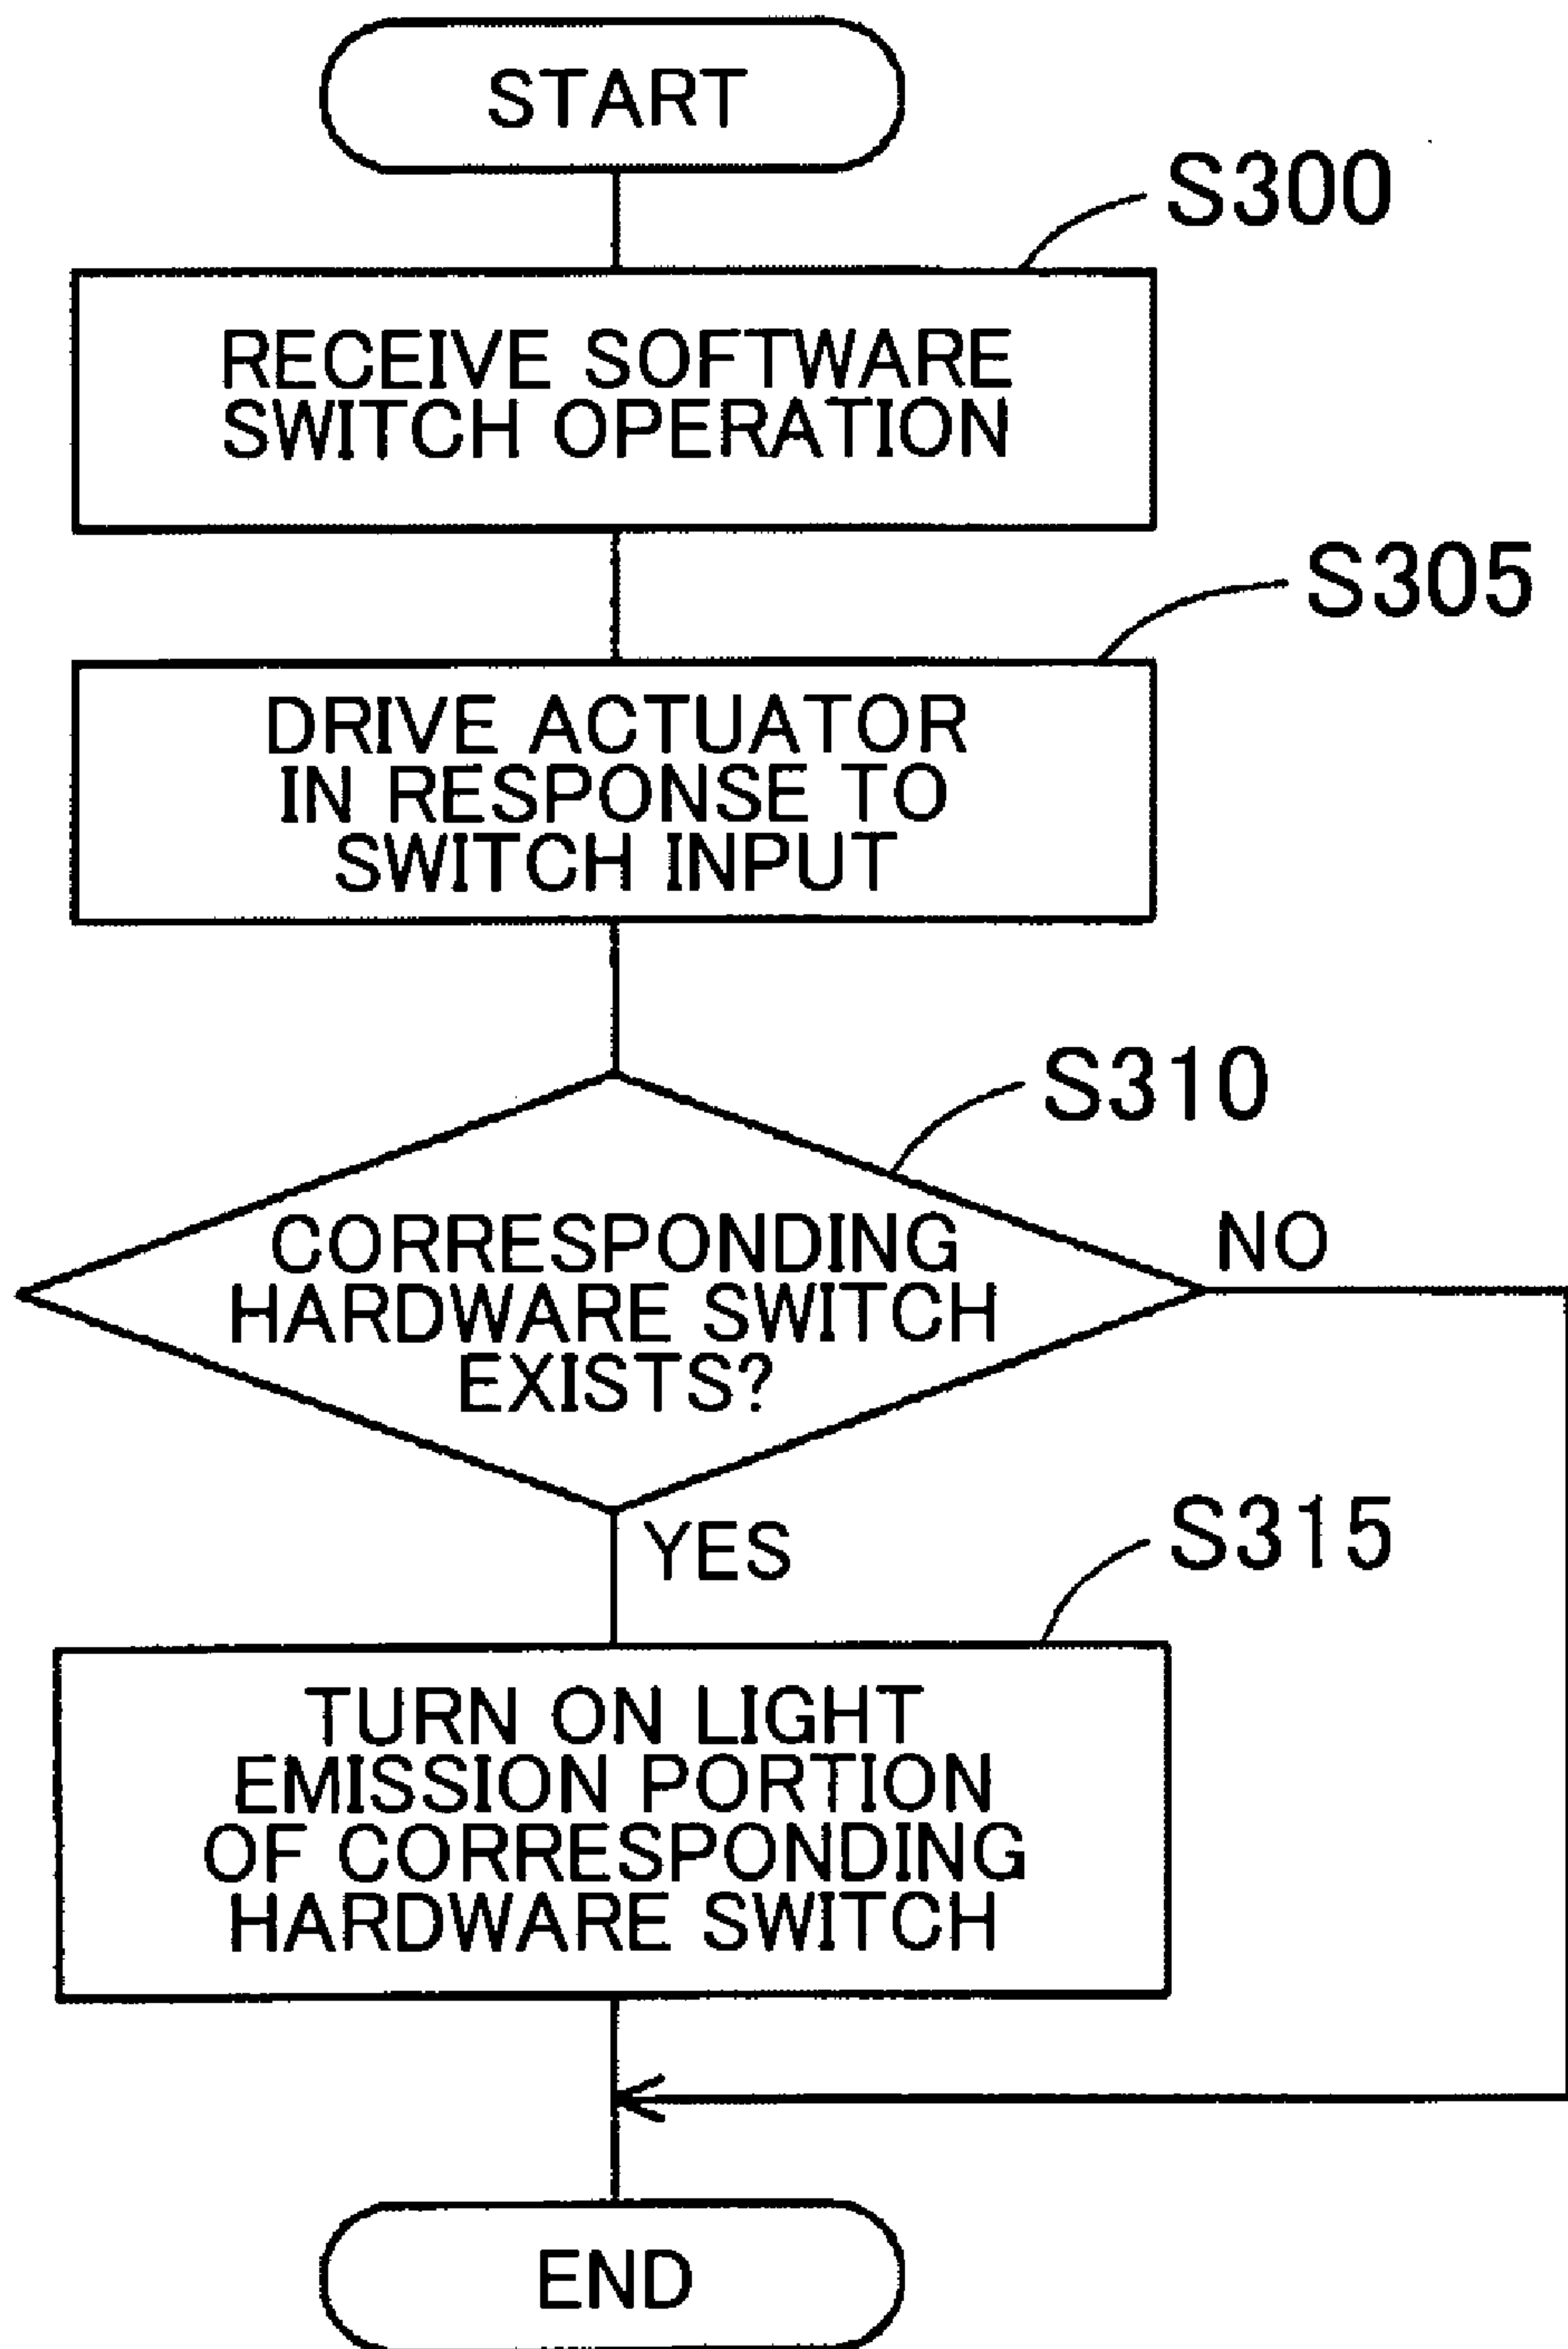 START
S300
RECEIVE SOFTWARE
SWITCH OPERATION
S305
DRIVE ACTUATOR
IN RESPONSE TO
SWITCH INPUT
S310
CORRESPONDING
HARDWARE SWITCH
EXISTS?
NO
YES
S315
TURN ON LIGHT
EMISSION PORTION
OF CORRESPONDING
HARDWARE SWITCH
END